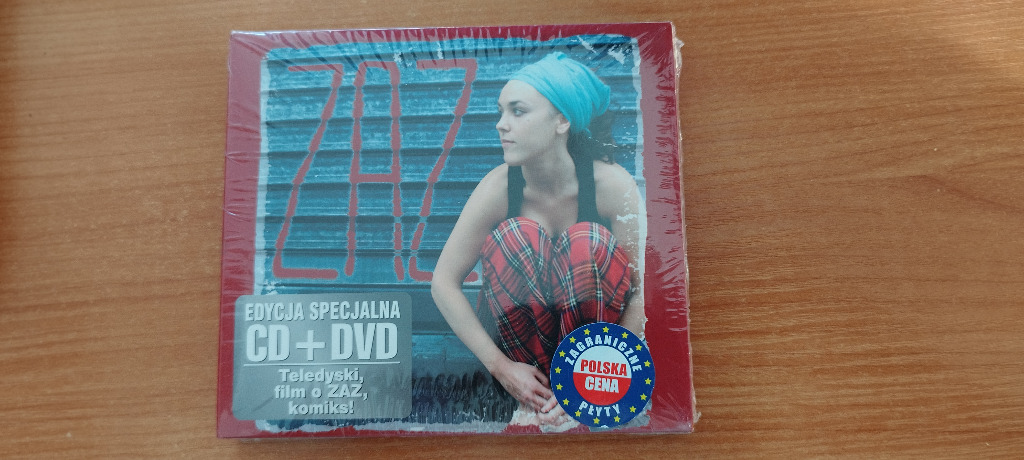 ZAZ
EDYCJA SPECJALNA
CD + DVD
Teledyski,
film o ZAZ,
komiks!
ZAGRANICZNE
POLSKA
CENA
PŁYTY